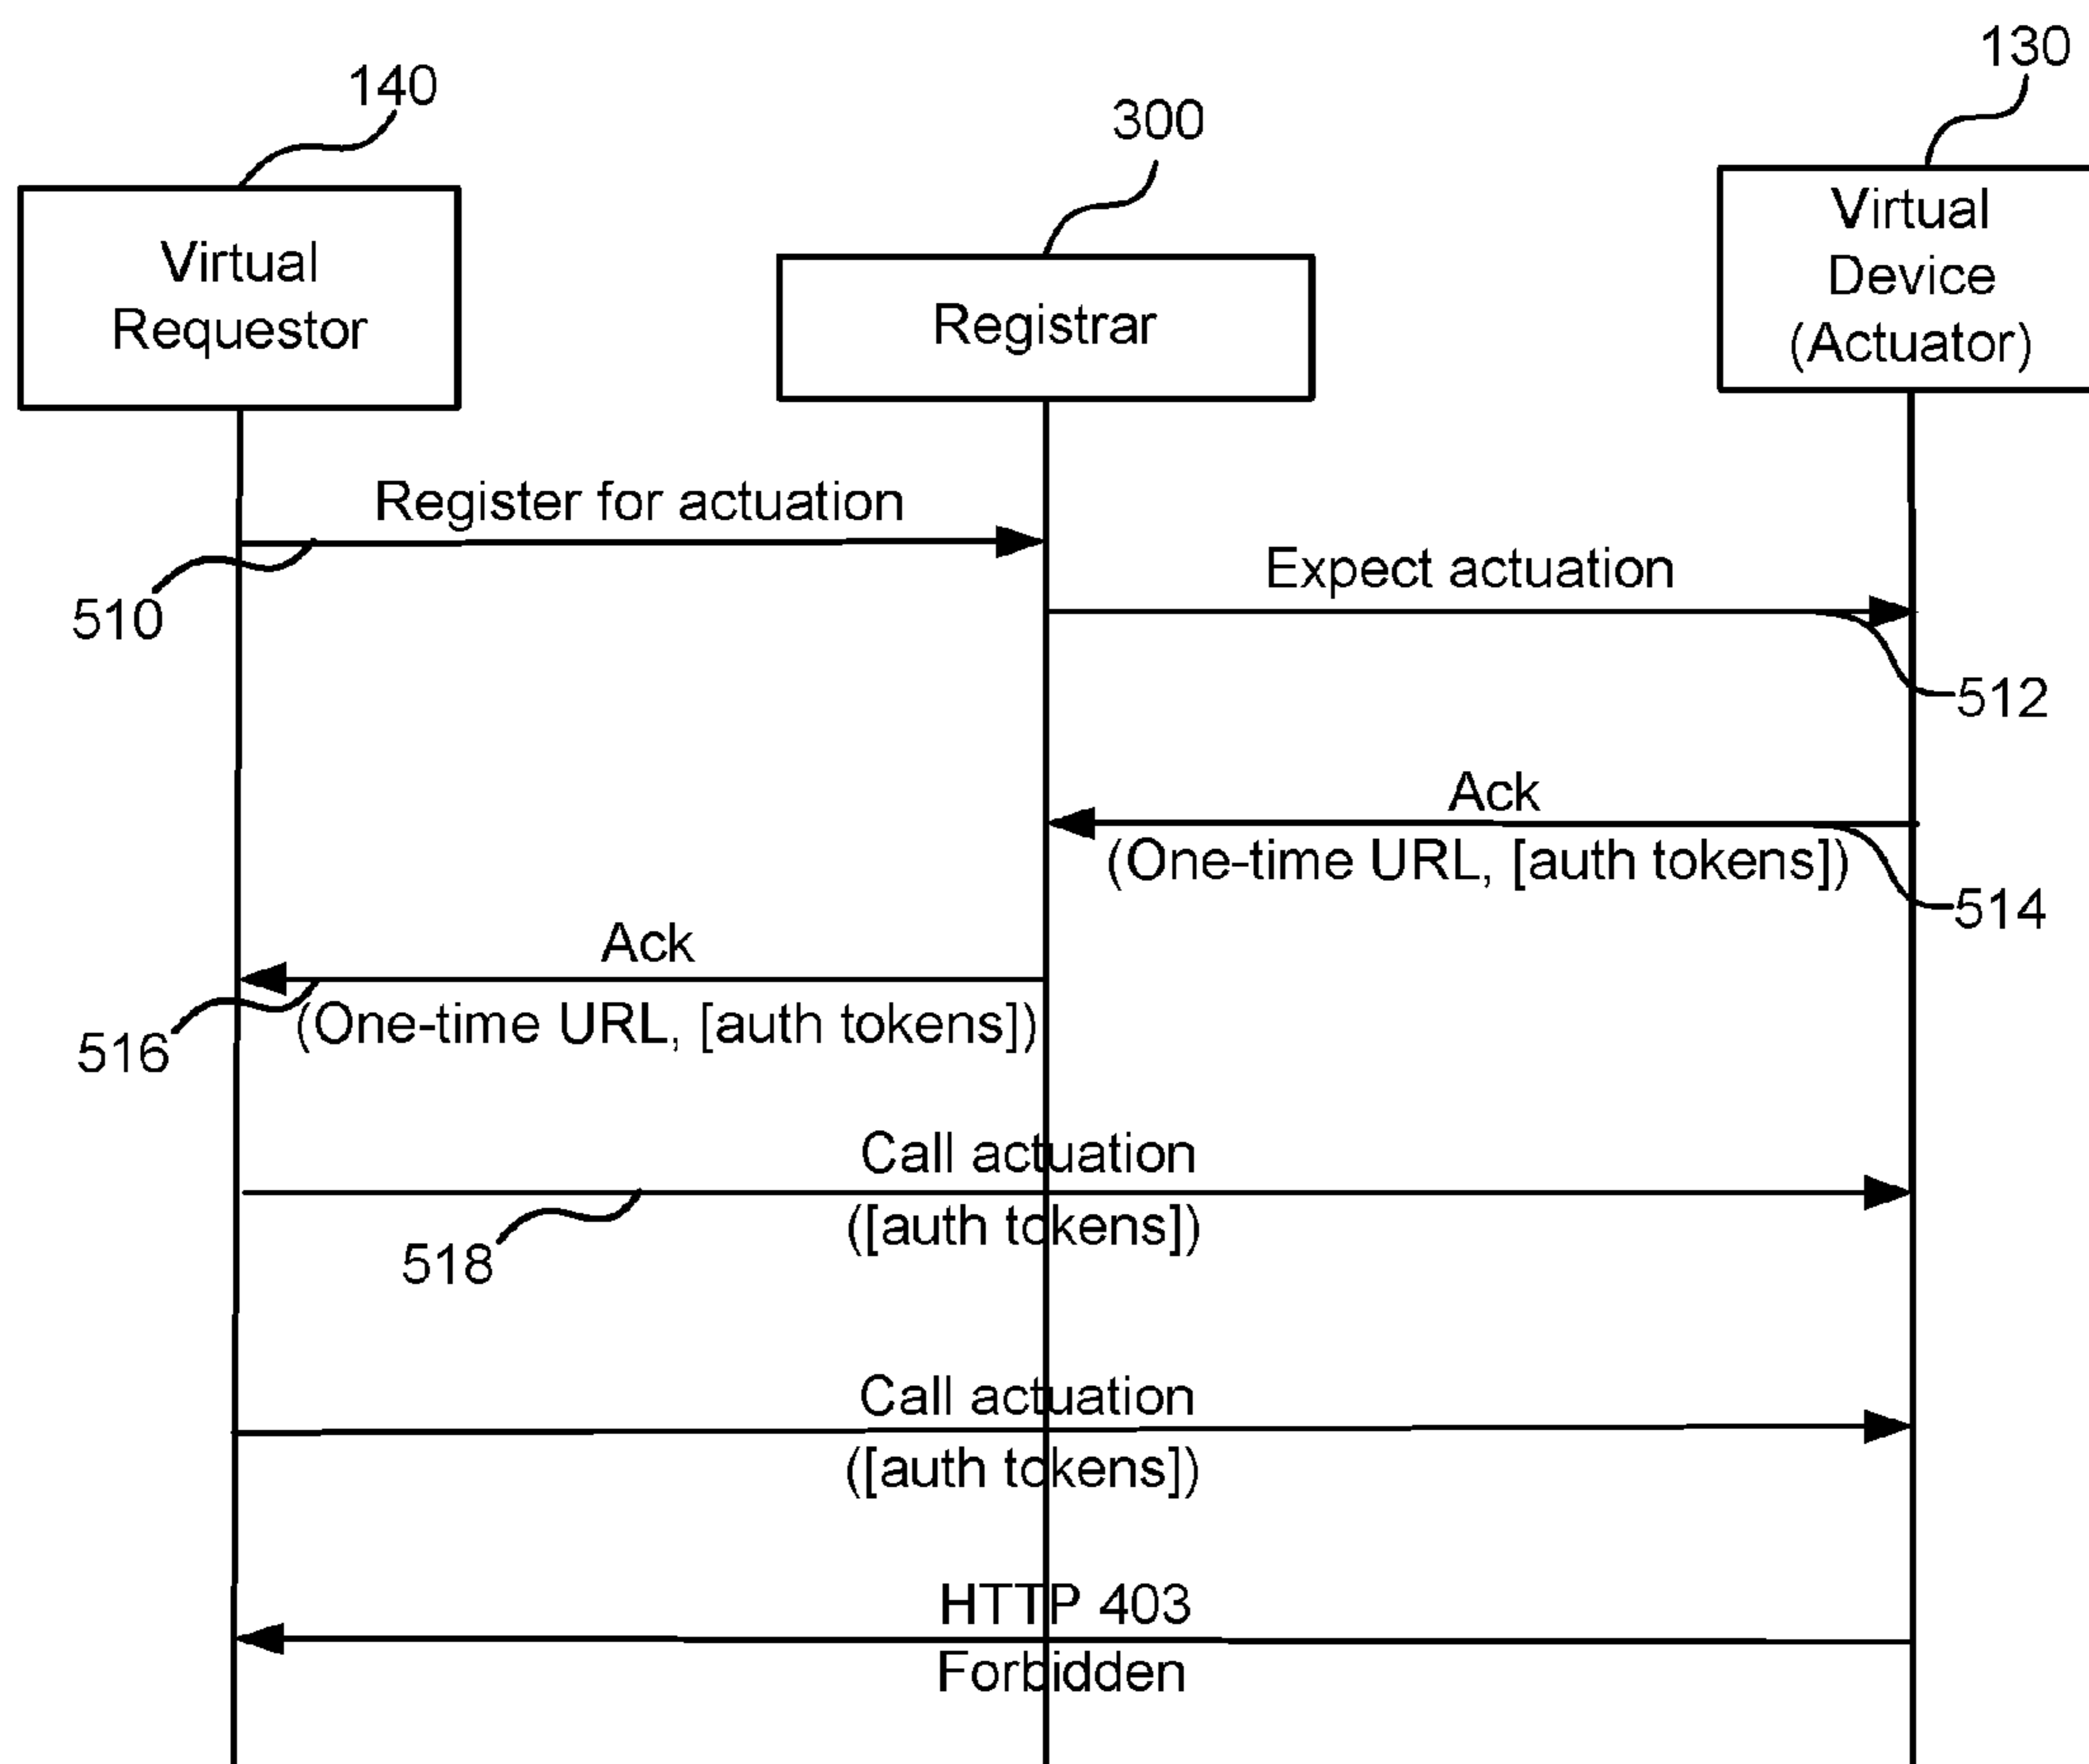 140
300
130
Virtual
Requestor
Registrar
Virtual
Device
(Actuator)
Register for actuation
510
Expect actuation
512
Ack
(One-time URL, [auth tokens])
514
Ack
(One-time URL, [auth tokens])
516
Call actuation
([auth tokens])
518
Call actuation
([auth tokens])
HTTP 403
Forbidden